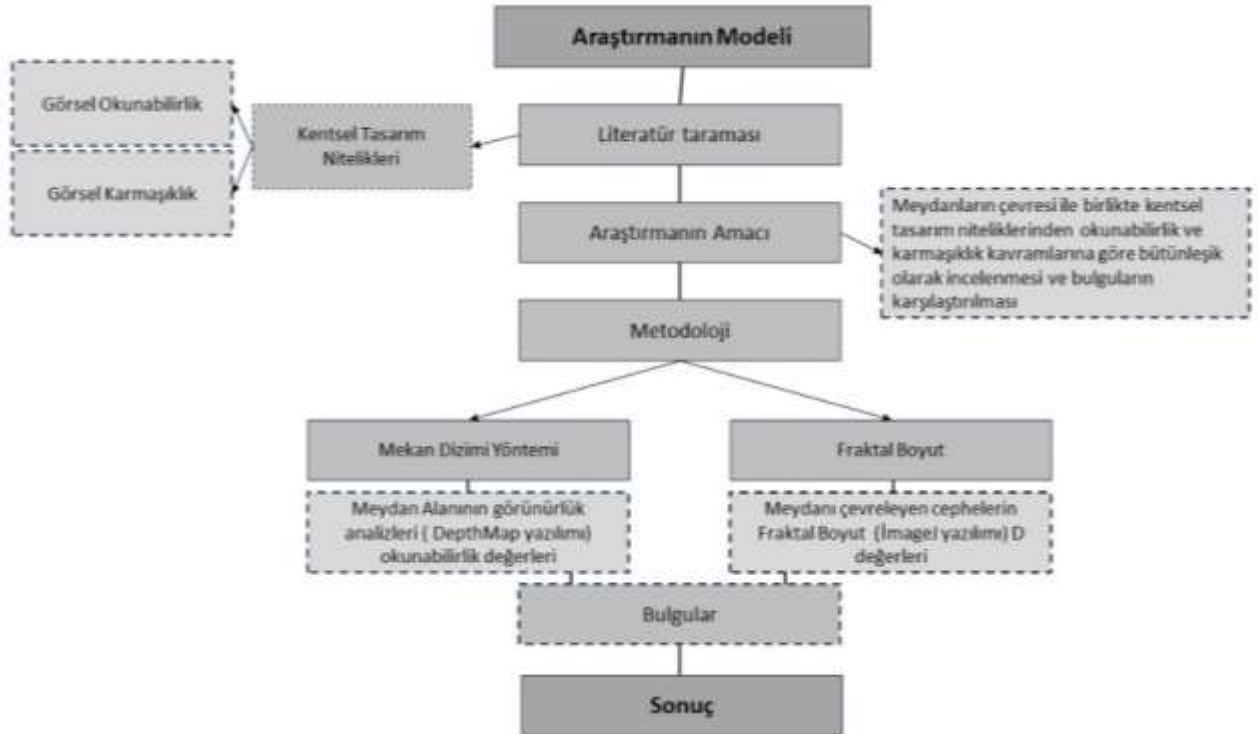 Araştırmanın Modeli
Literatür taraması
Kentsel Tasarım
Nitelikleri
Görsel Okunabilirlik
Görsel Karmaşıklık
Araştırmanın Amacı
Meydanların çevresi ile birlikte kentsel
tasarım niteliklerinden okunabilirlik ve
karmaşıklık kavramlarına göre bütünleşik
olarak incelenmesi ve bulguların
karşılaştırılması
Metodoloji
Mekan Dizimi Yöntemi
Meydan Alanının görünürlük
analizleri ( DepthMap yazılımı)
okunabilirlik değerleri
Fraktal Boyut
Meydanı çevreleyen cephelerin
Fraktal Boyut (İmageJ yazılımı) D
değerleri
Bulgular
Sonuç